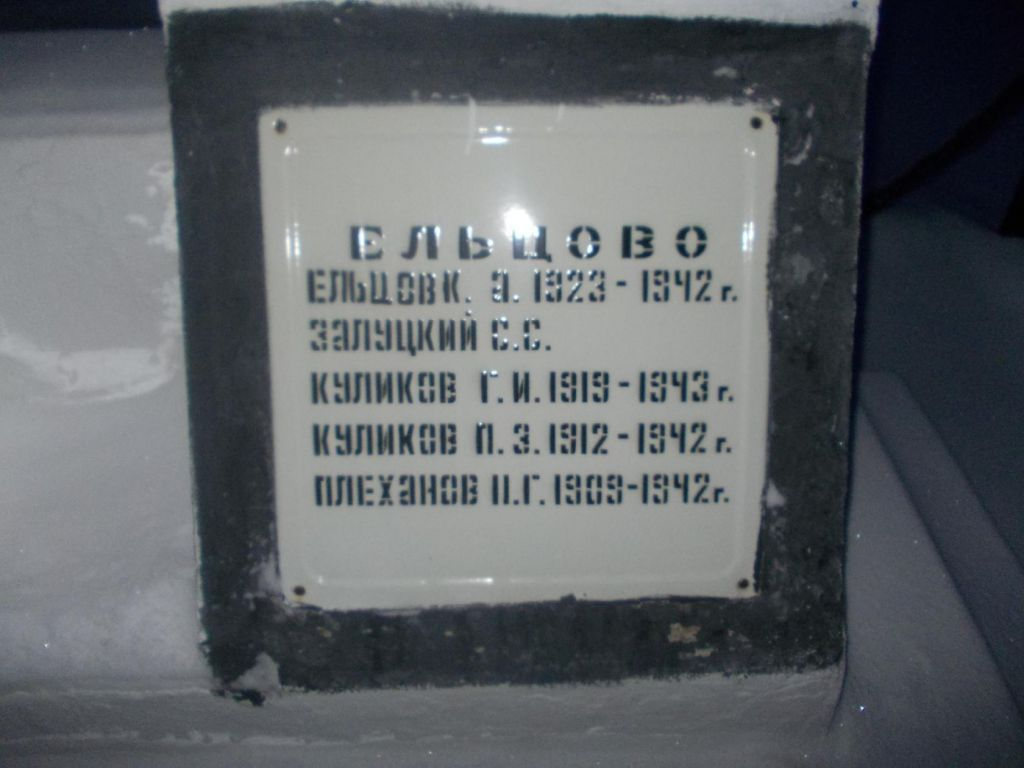 ЕЛЬЦОВО
ЕЛЬЦОВ К. А. 1923 - 1942 г.
ЗАЛУЦКИЙ С.С.
КУЛИКОВ Г. И. 1919 - 1943 г.
КУЛИКОВ П. З. 1912 - 1942 г.
ПЛЕХАНОВ П. Г. 1909-1942 г.